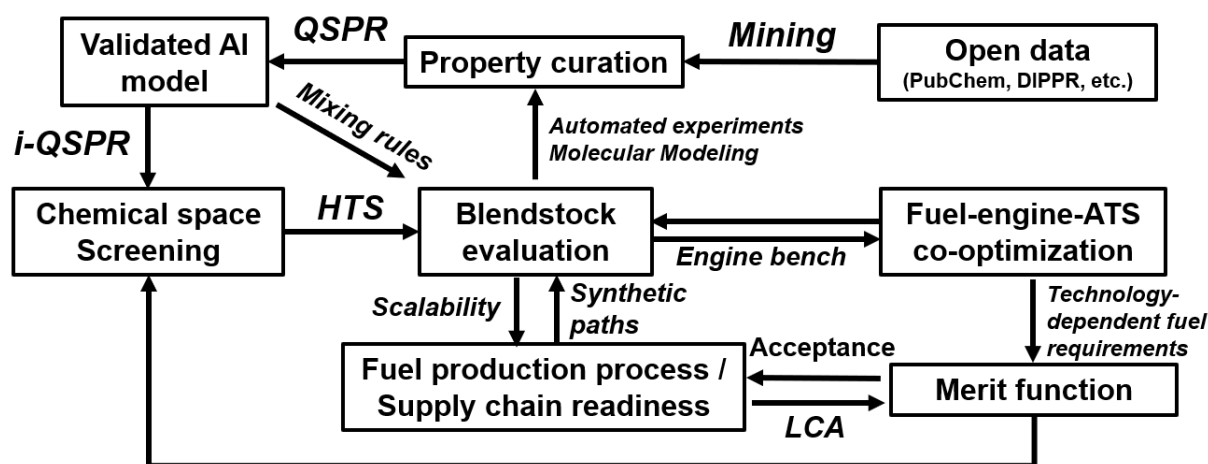 Validated AI
model
QSPR
Property curation
Mining
Open data
(PubChem, DIPPR, etc.)
i-QSPR
Mixing rules
Automated experiments
Molecular Modeling
Chemical space
Screening
HTS
Blendstock
evaluation
Engine bench
Fuel-engine-ATS
co-optimization
Scalability
Synthetic
paths
Technology-
dependent fuel
requirements
Fuel production process /
Supply chain readiness
Acceptance
LCA
Merit function